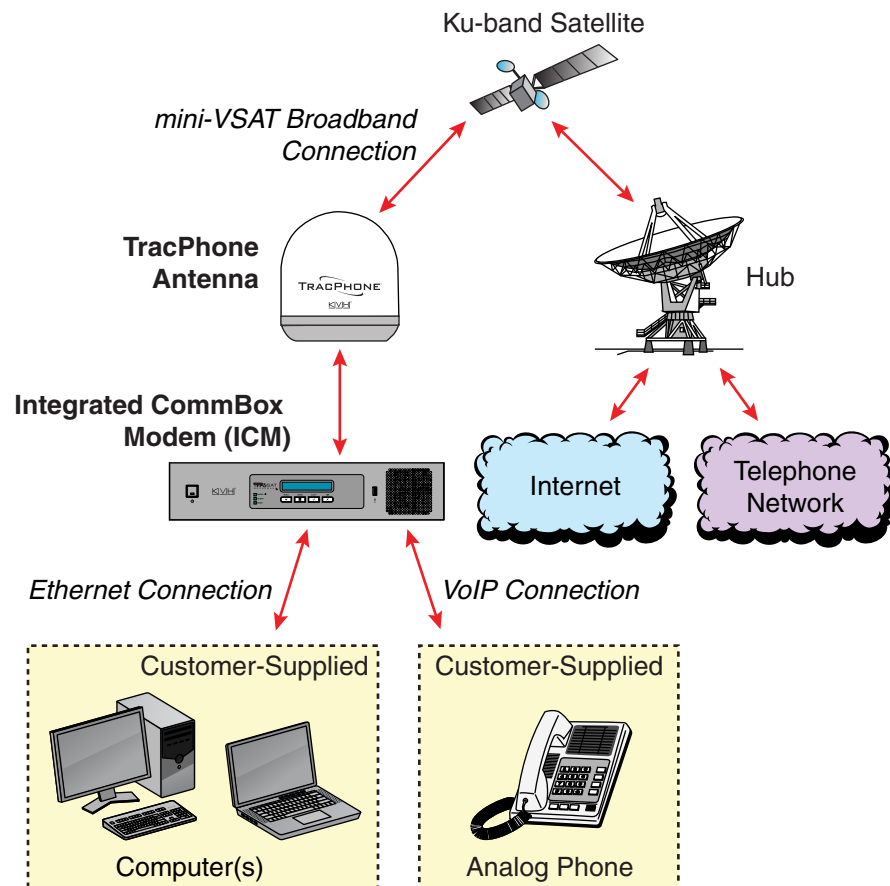 Ku-band Satellite
mini-VSAT Broadband
Connection
TracPhone
Antenna
TRACPHONE
KVH
Hub
Integrated CommBox
Modem (ICM)
KVH
Internet
Telephone
Network
Ethernet Connection
VoIP Connection
Customer-Supplied
Computer(s)
Customer-Supplied
Analog Phone